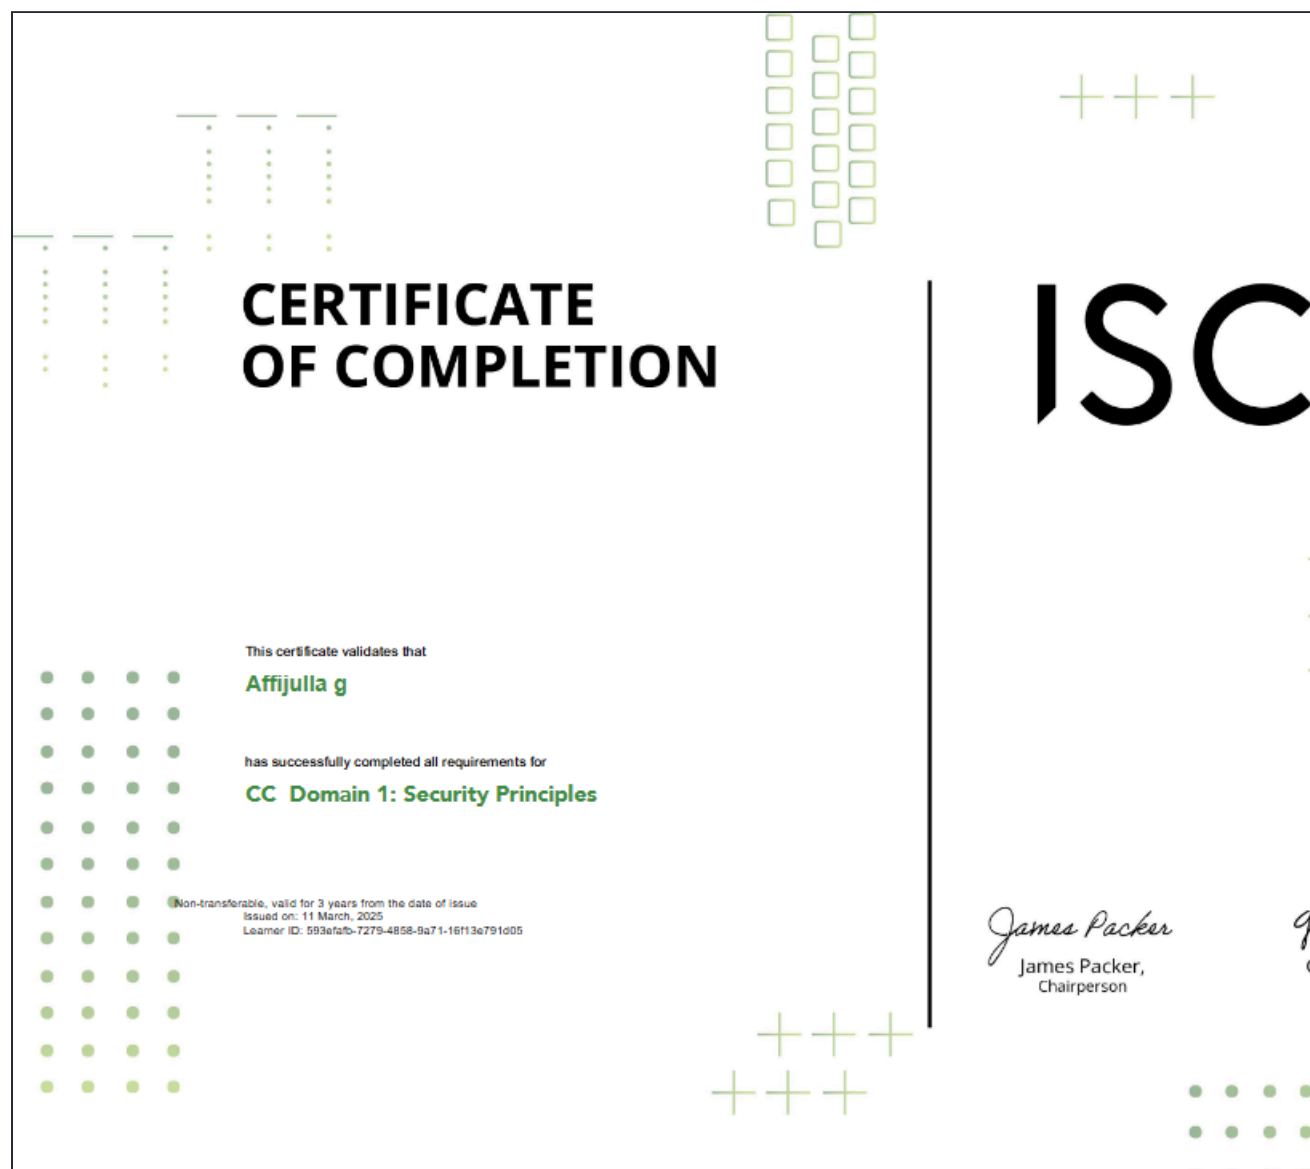 CERTIFICATE
OF COMPLETION
ISC
This certificate validates that
Affijulla g
has successfully completed all requirements for
CC Domain 1: Security Principles
Non-transferable, valid for 3 years from the date of issue
Issued on: 11 March, 2025
Learner ID: 593efafb-7279-4858-9a71-16f13e791d05
James Packer
James Packer,
Chairperson